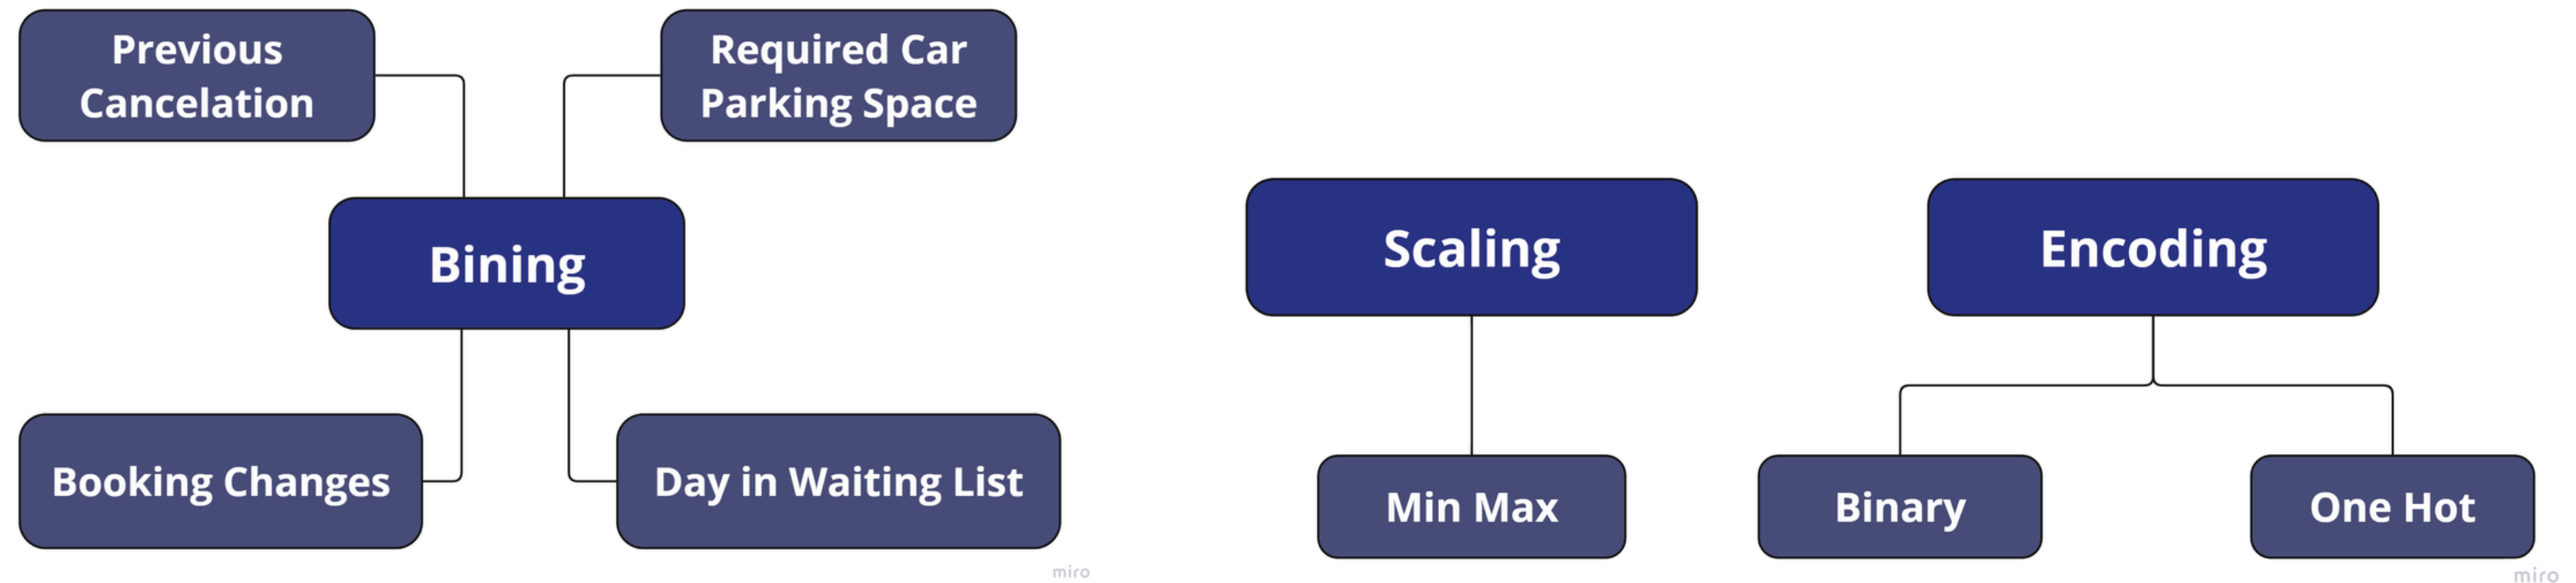 Previous
Cancelation
Required Car
Parking Space
Bining
Booking Changes
Day in Waiting List
miro
Scaling
Min Max
Encoding
Binary
One Hot
miro